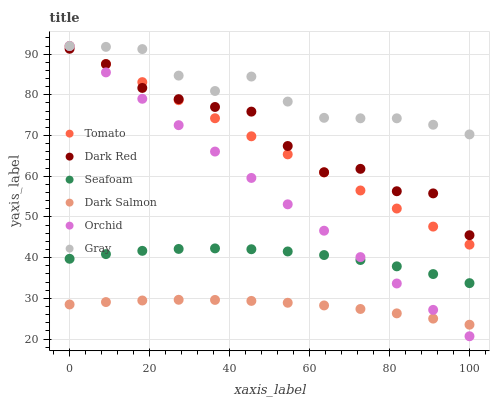 title
90
80
70
60
50
40
30
20
yaxis_label
Tomato
Dark Red
Seafoam
Dark Salmon
Orchid
Gray
0
20
40
60
80
100
xaxis_label